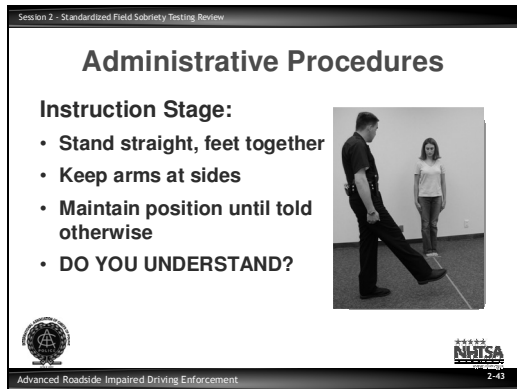 Session 2 - Standardized Field Sobriety Testing Review
Administrative Procedures
Instruction Stage:
• Stand straight, feet together
• Keep arms at sides
• Maintain position until told
otherwise
• DO YOU UNDERSTAND?
NHTSA
Advanced Roadside Impaired Driving Enforcement
2-43